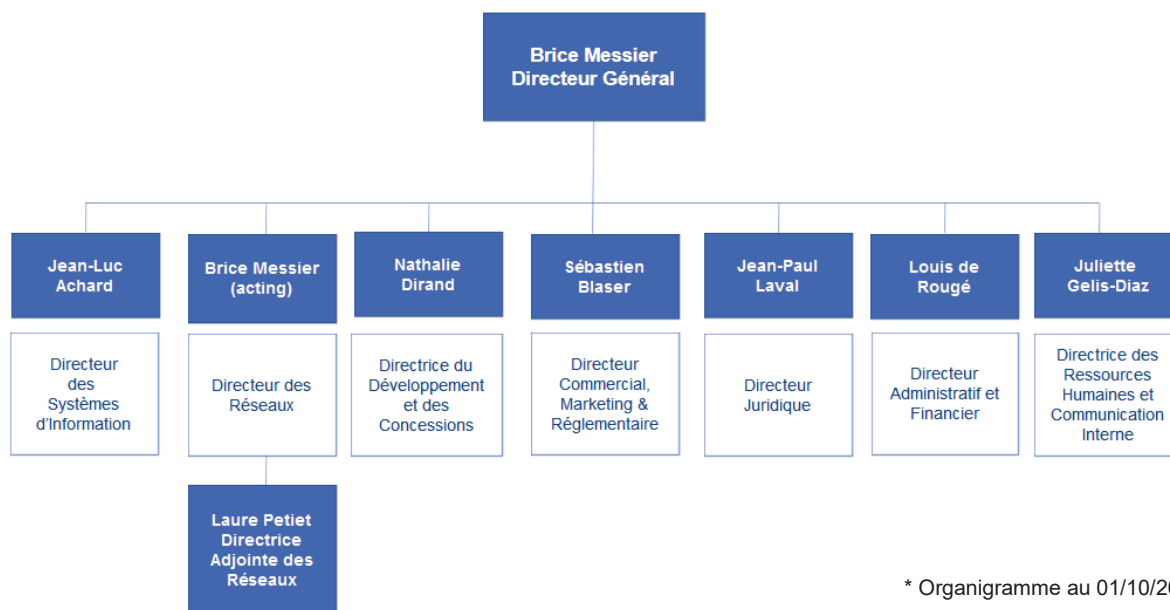 Brice Messier
Directeur Général
Jean-Luc
Achard
Brice Messier
(acting)
Nathalie
Dirand
Sébastien
Blaser
Jean-Paul
Laval
Louis de
Rougé
Juliette
Gelis-Diaz
Directeur
des
Systèmes
d'Information
Directeur des
Réseaux
Directrice du
Développement
et des
Concessions
Directeur
Commercial,
Marketing &
Réglementaire
Directeur
Juridique
Directeur
Administratif et
Financier
Directrice des
Ressources
Humaines et
Communication
Interne
Laure Petiet
Directrice
Adjointe des
Réseaux
* Organigramme au 01/10/20